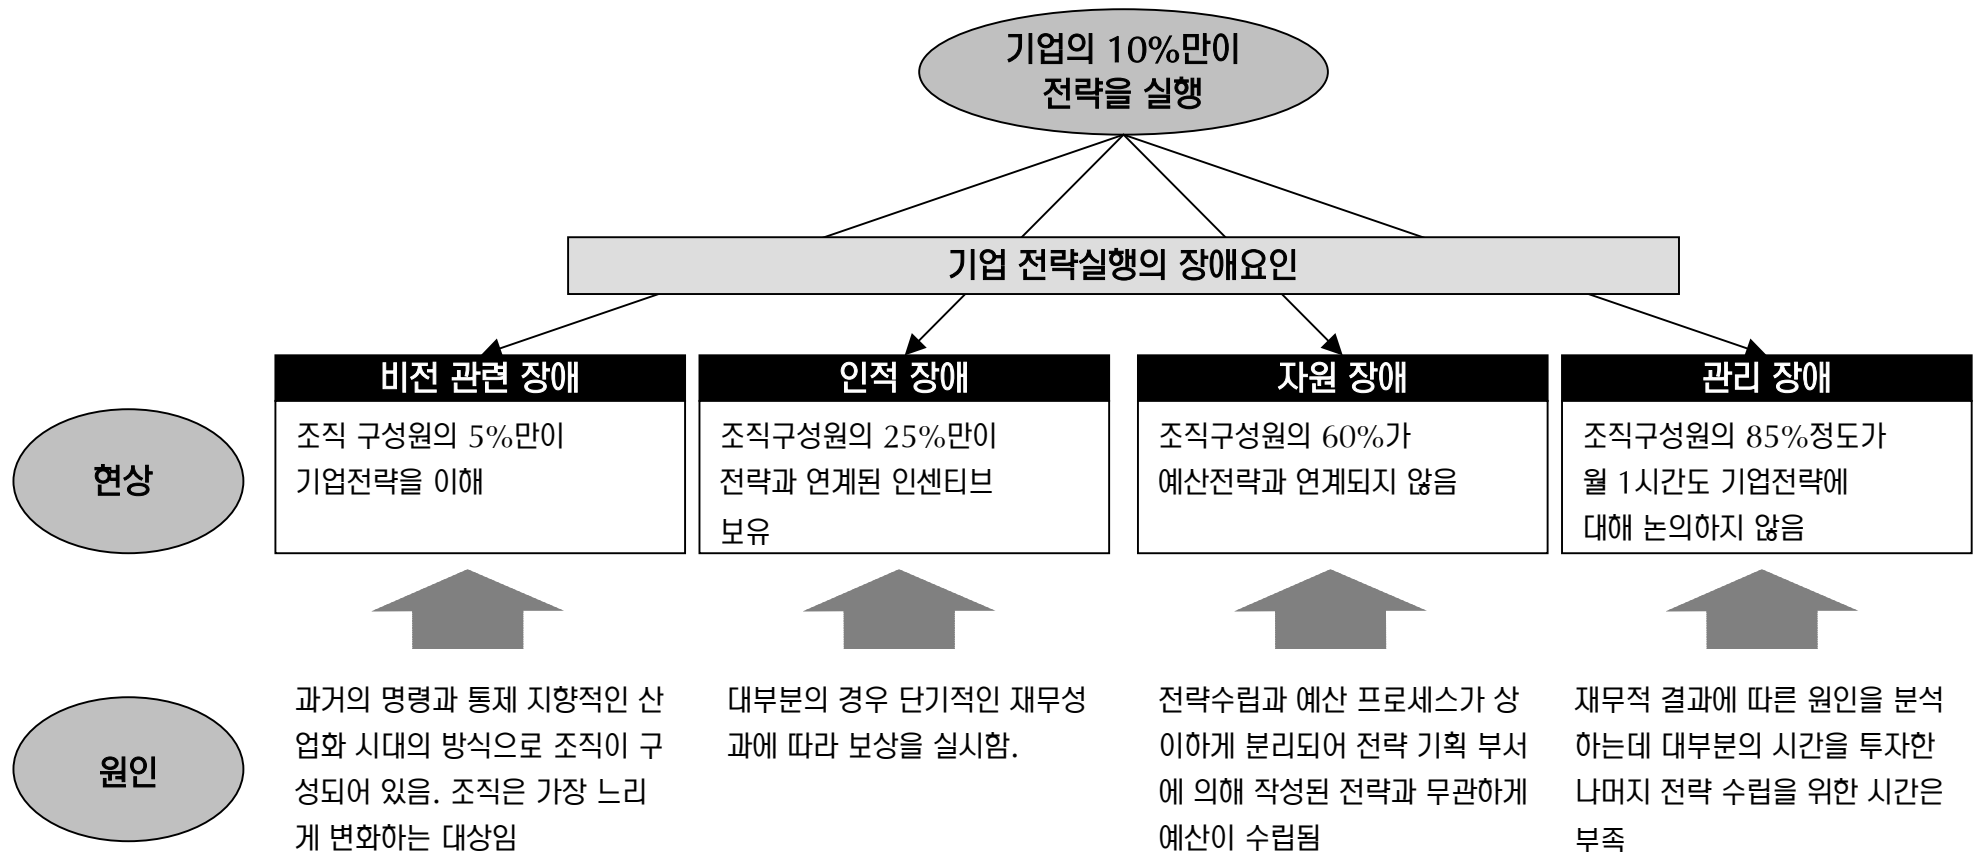 기업의 10%만이
전략을 실행
기업 전략실행의 장애요인
비전 관련 장애
인적 장애
자원 장애
관리 장애
현상
조직 구성원의 5%만이
기업전략을 이해
조직구성원의 25%만이
전략과 연계된 인센티브
보유
조직구성원의 60%가
예산전략과 연계되지 않음
조직구성원의 85%정도가
월 1시간도 기업전략에
대해 논의하지 않음
원인
과거의 명령과 통제 지향적인 산
업화 시대의 방식으로 조직이 구
성되어 있음. 조직은 가장 느리
게 변화하는 대상임
대부분의 경우 단기적인 재무성
과에 따라 보상을 실시함.
전략수립과 예산 프로세스가 상
이하게 분리되어 전략 기획 부서
에 의해 작성된 전략과 무관하게
예산이 수립됨
재무적 결과에 따른 원인을 분석
하는데 대부분의 시간을 투자한
나머지 전략 수립을 위한 시간은
부족